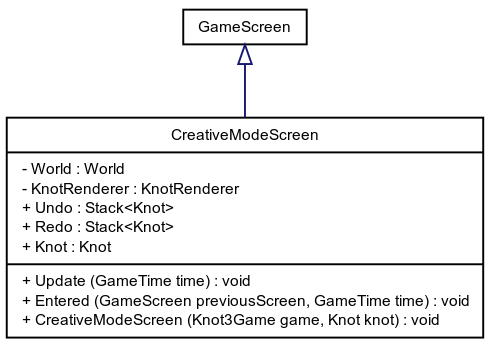 GameScreen
CreativeModeScreen
- World : World
- KnotRenderer : KnotRenderer
+ Undo : Stack<Knot>
+ Redo : Stack<Knot>
+ Knot : Knot
+ Update (GameTime time) : void
+ Entered (GameScreen previousScreen, GameTime time) : void
+ CreativeModeScreen (Knot3Game game, Knot knot) : void